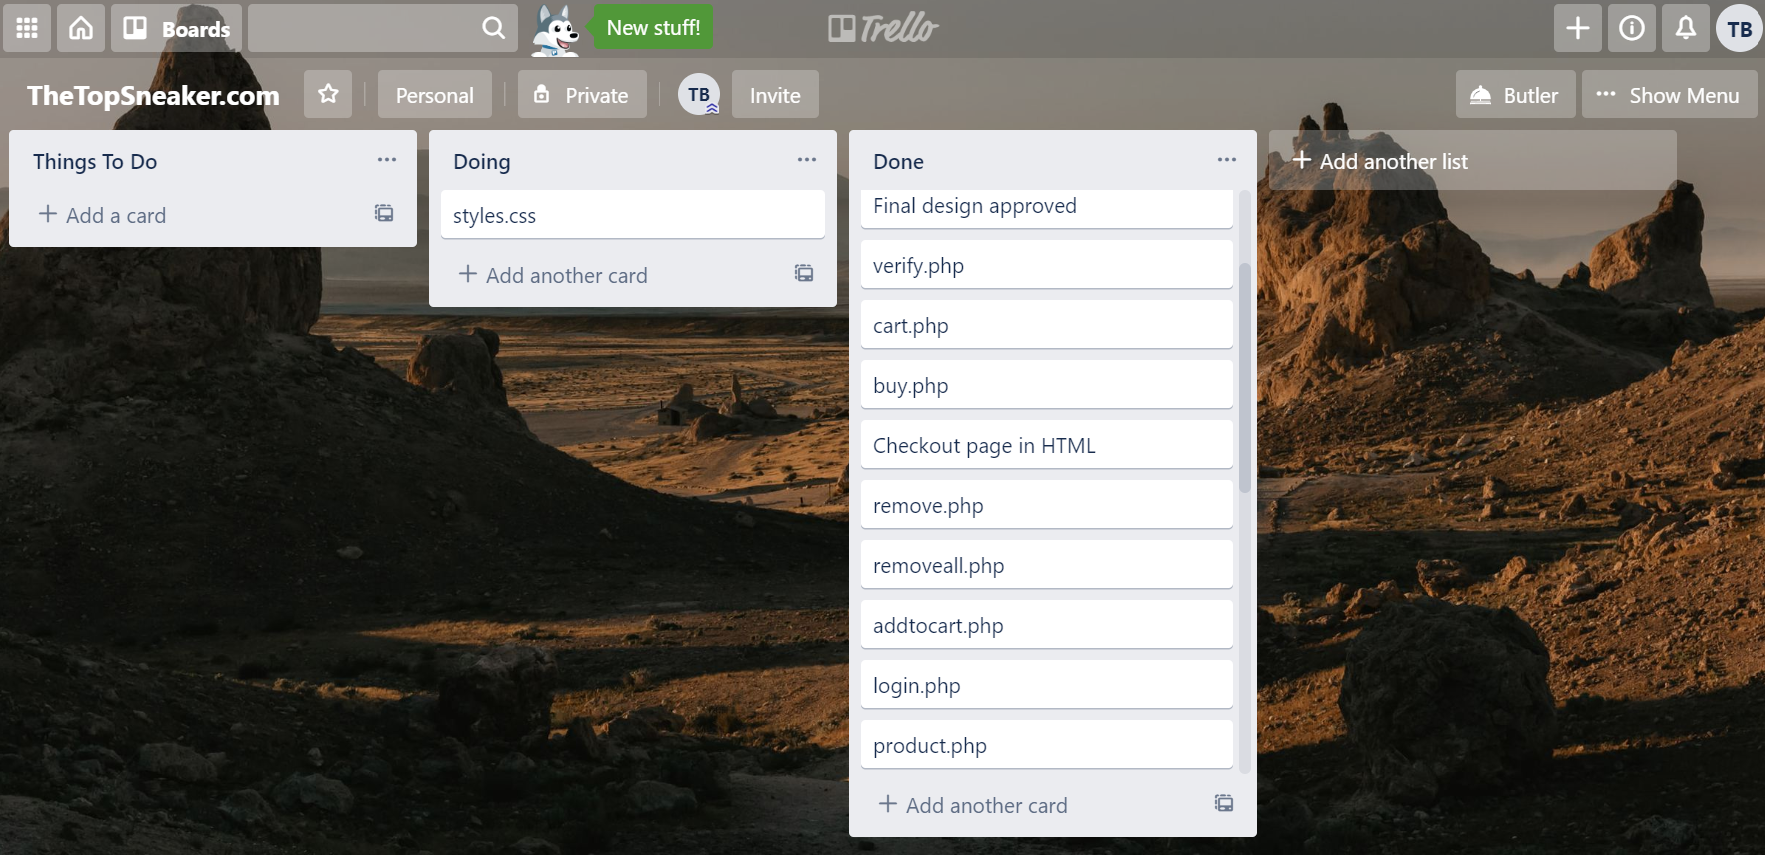 Boards
New stuff!
Trello
TB
TheTopSneaker.com
Personal
Private
TB
Invite
Butler
Show Menu
Things To Do
Add a card
Doing
styles.css
Add another card
Done
Final design approved
verify.php
cart.php
buy.php
Checkout page in HTML
remove.php
removeall.php
addtocart.php
login.php
product.php
Add another card
Add another list